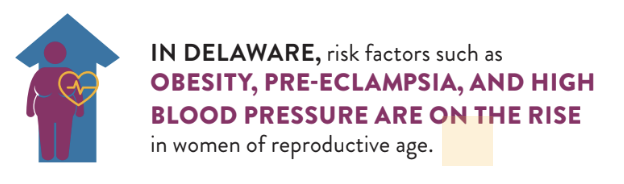 IN DELAWARE, risk factors such as
OBESITY, PRE-ECLAMPSIA, AND HIGH
BLOOD PRESSURE ARE ON THE RISE
in women of reproductive age.